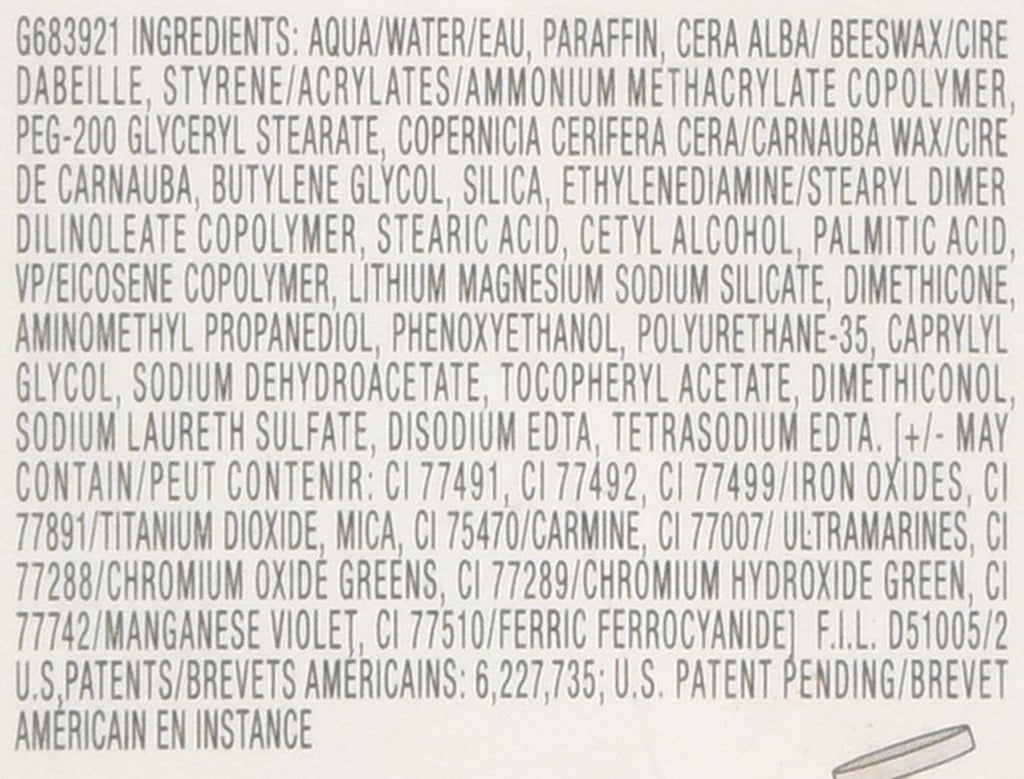 G683921 INGREDIENTS: AQUA/WATER/EAU, PARAFFIN, CERA ALBA/ BEESWAX/CIRE
DABEILLE, STYRENE/ACRYLATES/AMMONIUM METHACRYLATE COPOLYMER,
PEG-200 GLYCERYL STEARATE, COPERNICIA CERIFERA CERA/CARNAUBA WAX/CIRE
DE CARNAUBA, BUTYLENE GLYCOL, SILICA, ETHYLENEDIAMINE/STEARYL DIMER
DILINOLEATE COPOLYMER, STEARIC ACID, CETYL ALCOHOL, PALMITIC ACID,
VP/EICOSENE COPOLYMER, LITHIUM MAGNESIUM SODIUM SILICATE, DIMETHICONE,
AMINOMETHYL PROPANEDIOL, PHENOXYETHANOL, POLYURETHANE-35, CAPRYLYL
GLYCOL, SODIUM DEHYDROACETATE, TOCOPHERYL ACETATE, DIMETHICONOL,
SODIUM LAURETH SULFATE, DISODIUM EDTA, TETRASODIUM EDTA. [+/- MAY
CONTAIN/PEUT CONTENIR: CI 77491, CI 77492, CI 77499/IRON OXIDES, CI
77891/TITANIUM DIOXIDE, MICA, CI 75470/CARMINE, CI 77007/ ULTRAMARINES, CI
77288/CHROMIUM OXIDE GREENS, CI 77289/CHROMIUM HYDROXIDE GREEN, CI
77742/MANGANESE VIOLET, CI 77510/FERRIC FERROCYANIDE] F.I.L. D51005/2
U.S,PATENTS/BREVETS AMÉRICAINS: 6,227,735; U.S. PATENT PENDING/BREVET
AMÉRICAIN EN INSTANCE